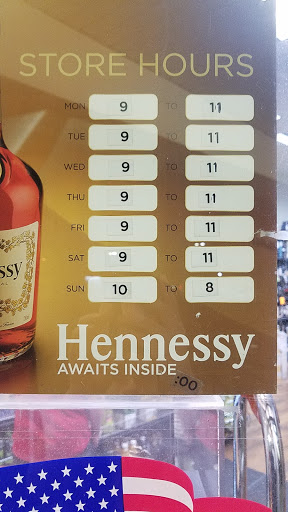 STORE HOURS
MON 9 TO 11
TUE 9 TO 11
WED 9 TO 11
THU 9 TO 11
FRI 9 TO 11
SAT 9 TO 11
SUN 10 TO 8
Hennessy
AWAITS INSIDE
:00